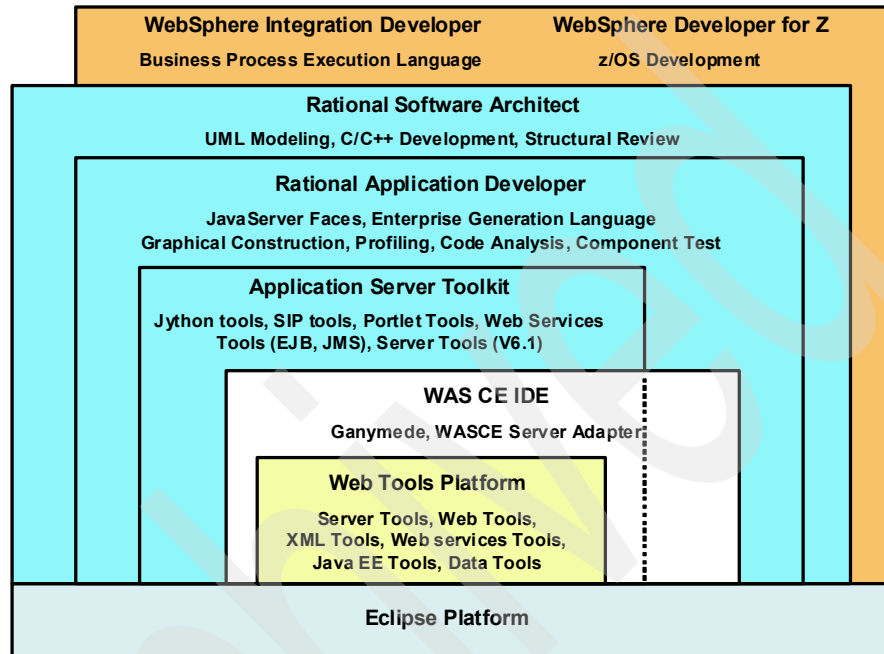 WebSphere Integration Developer WebSphere Developer for Z
Business Process Execution Language z/OS Development
Rational Software Architect
UML Modeling, C/C++ Development, Structural Review
Rational Application Developer
JavaServer Faces, Enterprise Generation Language
Graphical Construction, Profiling, Code Analysis, Component Test
Application Server Toolkit
Jython tools, SIP tools, Portlet Tools, Web Services
Tools (EJB, JMS), Server Tools (V6.1)
WAS CE IDE
Ganymede, WASCE Server Adapter
Web Tools Platform
Server Tools, Web Tools,
XML Tools, Web services Tools,
Java EE Tools, Data Tools
Eclipse Platform